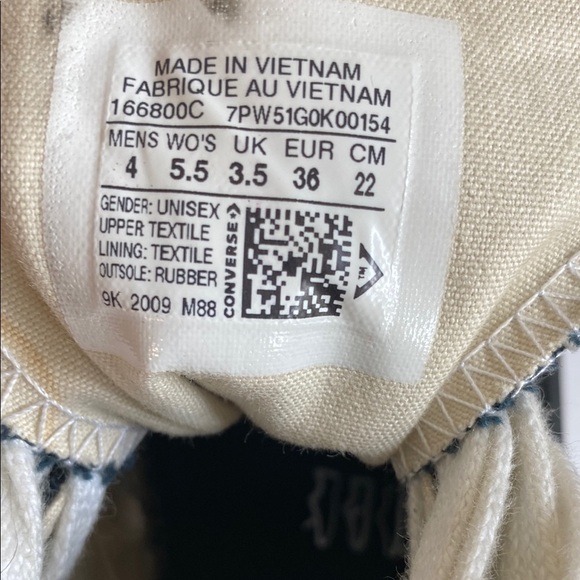 MADE IN VIETNAM
FABRIQUE AU VIETNAM
166800C 7PW51G0K00154
MENS WO'S UK EUR CM
4 5.5 3.5 36 22
GENDER: UNISEX
UPPER TEXTILE
LINING: TEXTILE
OUTSOLE: RUBBER
9K 2009 M88
CONVERSE
TM